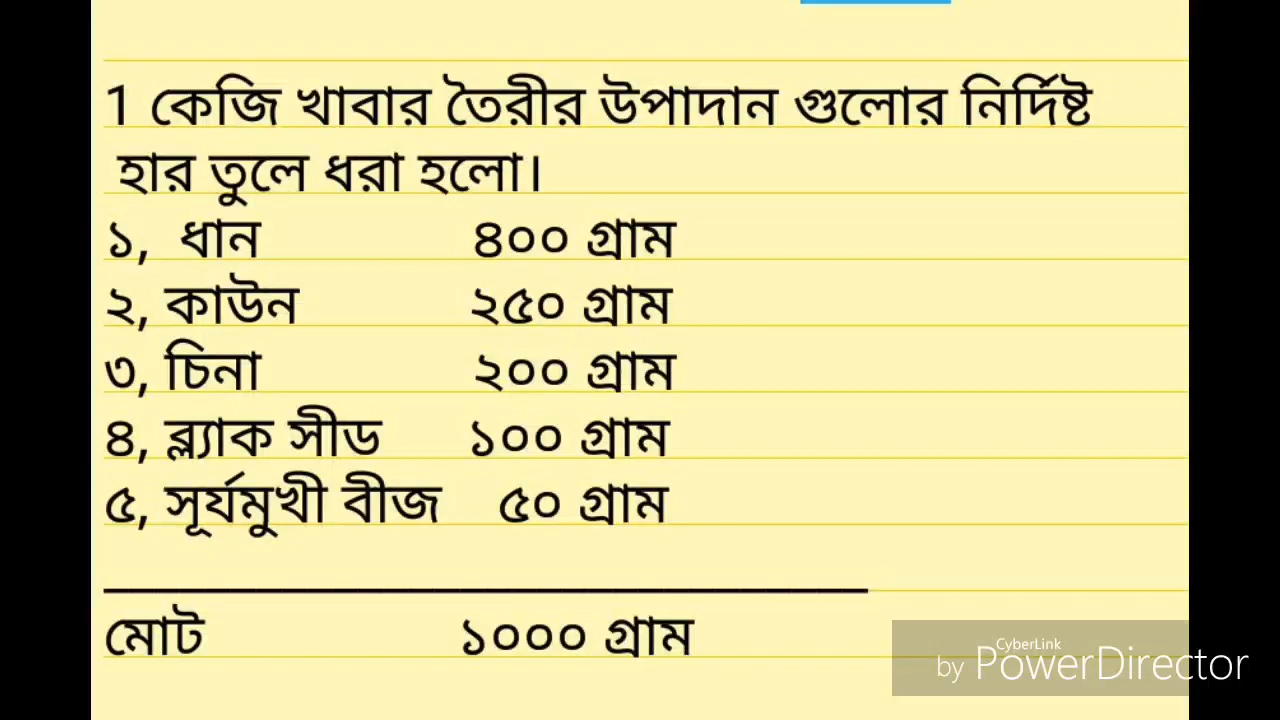 1 কেজি খাবার তৈরীর উপাদান গুলোর নির্দিষ্ট
হার তুলে ধরা হলো।
১, ধান ৪০০ গ্রাম
২, কাউন ২৫০ গ্রাম
৩, চিনা ২০০ গ্রাম
৪, ব্ল্যাক সীড ১০০ গ্রাম
৫, সূর্যমুখী বীজ ৫০ গ্রাম
মোট ১০০০ গ্রাম
CyberLink
by PowerDirector